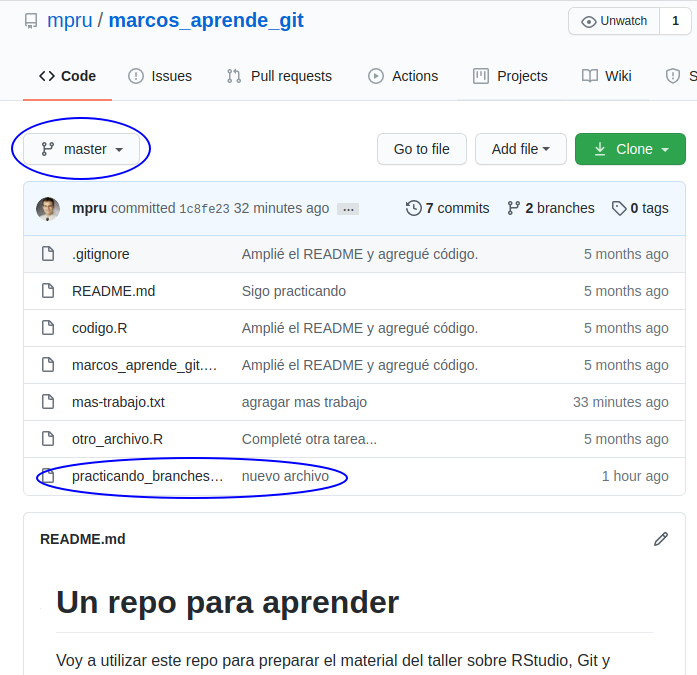 mpru / marcos_aprende_git
Unwatch 1
Code Issues Pull requests Actions Projects Wiki S
master Go to file Add file Clone
mpru committed 1c8fe23 32 minutes ago ... 7 commits 2 branches 0 tags
.gitignore Amplié el README y agregué código. 5 months ago
README.md Sigo practicando 5 months ago
codigo.R Amplié el README y agregué código. 5 months ago
marcos_aprende_git.... Amplié el README y agregué código. 5 months ago
mas-trabajo.txt agragar mas trabajo 33 minutes ago
otro_archivo.R Completé otra tarea... 5 months ago
practicando_branches... nuevo archivo 1 hour ago
README.md
Un repo para aprender
Voy a utilizar este repo para preparar el material del taller sobre RStudio, Git y